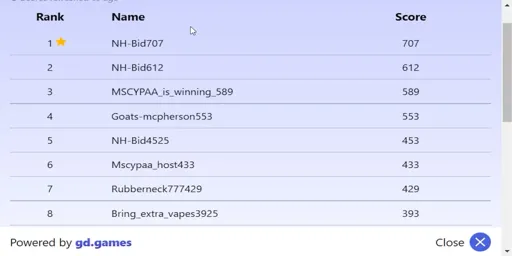 Rank Name Score
1 NH-Bid707 707
2 NH-Bid612 612
3 MSCYPAA_is_winning_589 589
4 Goats-mcpherson553 553
5 NH-Bid4525 453
6 Mscypaa_host433 433
7 Rubberneck777429 429
8 Bring_extra_vapes3925 393
Powered by gd.games Close